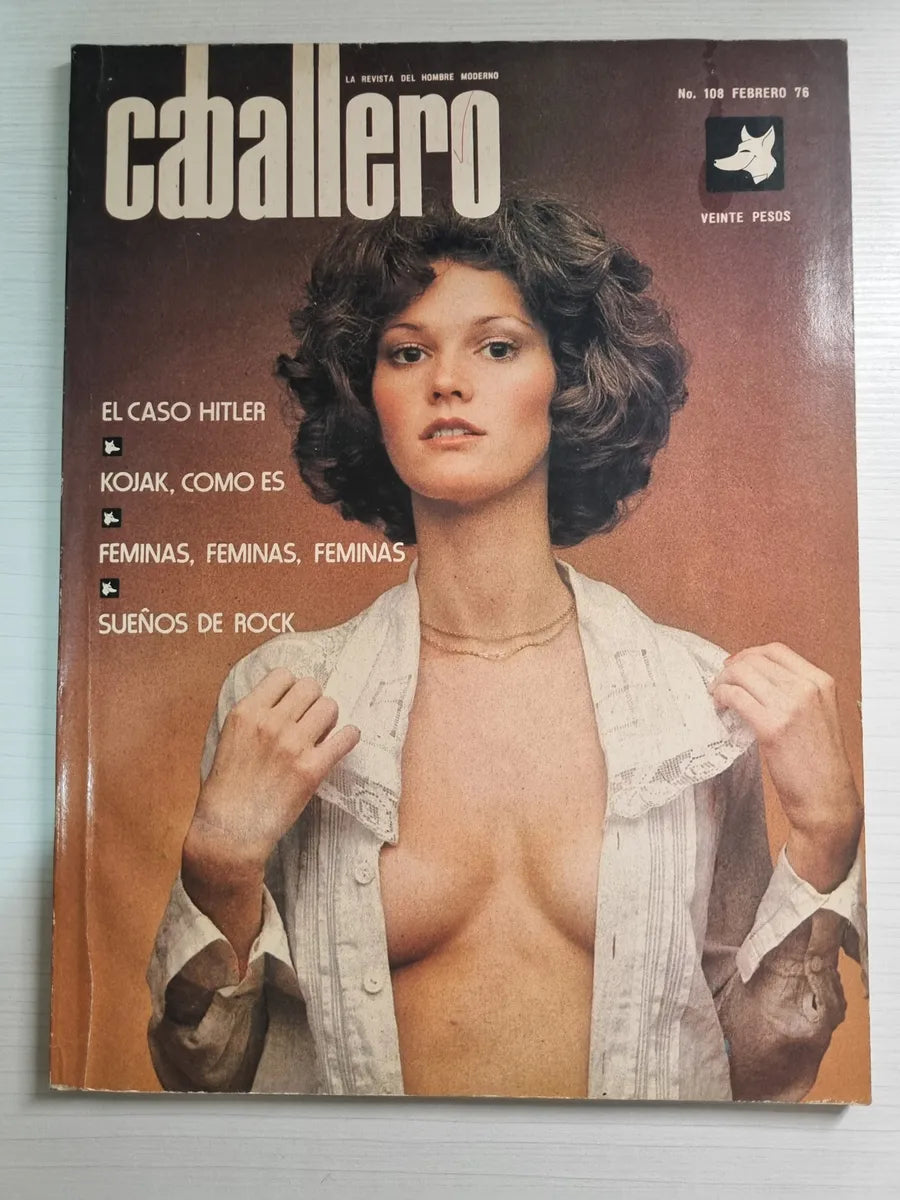 LA REVISTA DEL HOMBRE MODERNO
caballero
No. 108 FEBRERO 76
VEINTE PESOS
EL CASO HITLER
KOJAK, COMO ES
FEMINAS, FEMINAS, FEMINAS
SUEÑOS DE ROCK